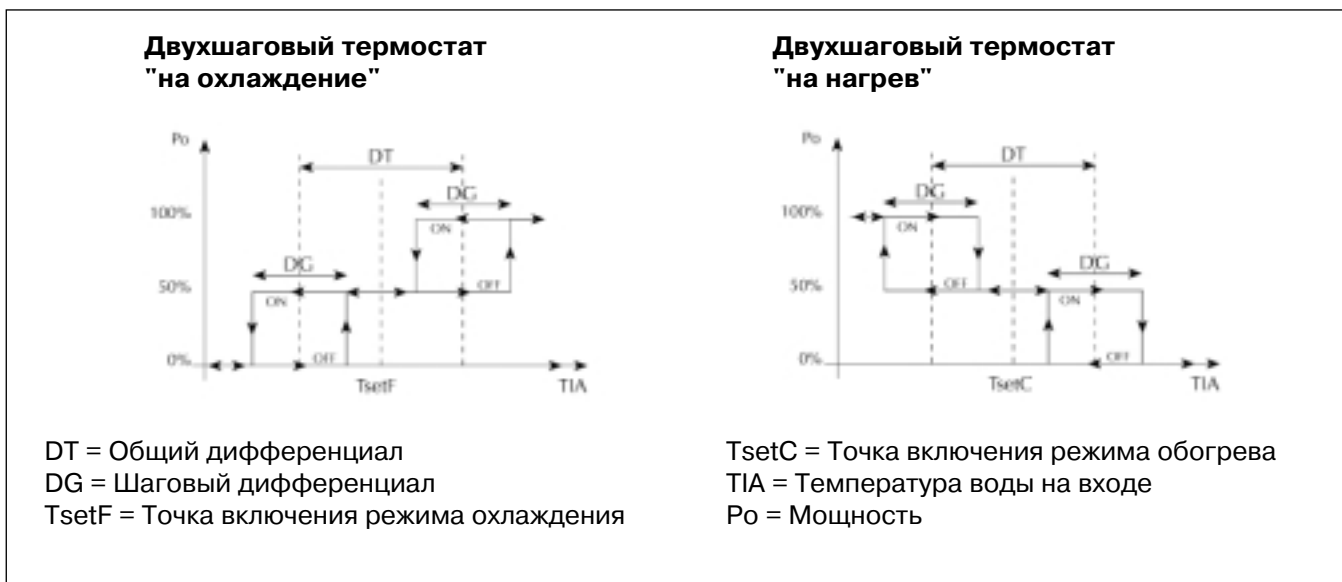 Двухшаговый термостат
"на охлаждение"
Po
DT
DG
100%
ON
DG
50%
OFF
ON
0%
OFF
TsetF
TIA
DT = Общий дифференциал
DG = Шаговый дифференциал
TsetF = Точка включения режима охлаждения
Двухшаговый термостат
"на нагрев"
Po
DT
DG
100%
ON
DG
50%
OFF
ON
0%
OFF
TsetC
TIA
TsetC = Точка включения режима обогрева
TIA = Температура воды на входе
Po = Мощность